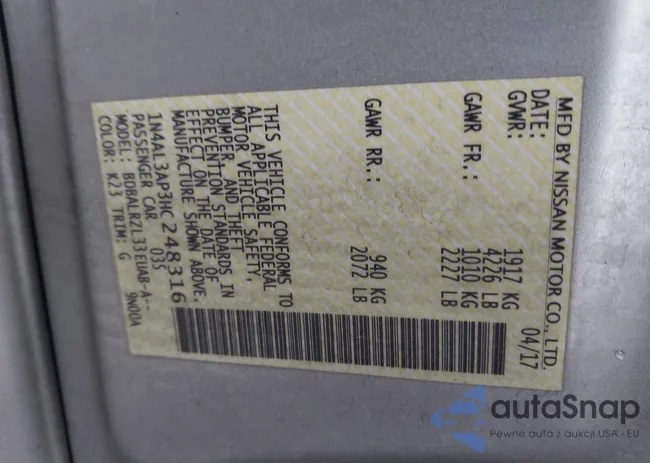 MFD BY NISSAN MOTOR CO., LTD.
DATE: 04/17
GVWR: 1917 KG
4226 LB
GAWR FR.: 1010 KG
2227 LB
GAWR RR.: 940 KG
2072 LB
THIS VEHICLE CONFORMS TO
ALL APPLICABLE FEDERAL
MOTOR VEHICLE SAFETY,
BUMPER, AND THEFT
PREVENTION STANDARDS IN
EFFECT ON THE DATE OF
MANUFACTURE SHOWN ABOVE.
1N4AL3AP3HC248316
PASSENGER CAR 035
MODEL: BDBALRZL33EUAB-A--
COLOR: K23 TRIM: G 9N00A
autaSnap
Pewne auta z aukcji USA i EU